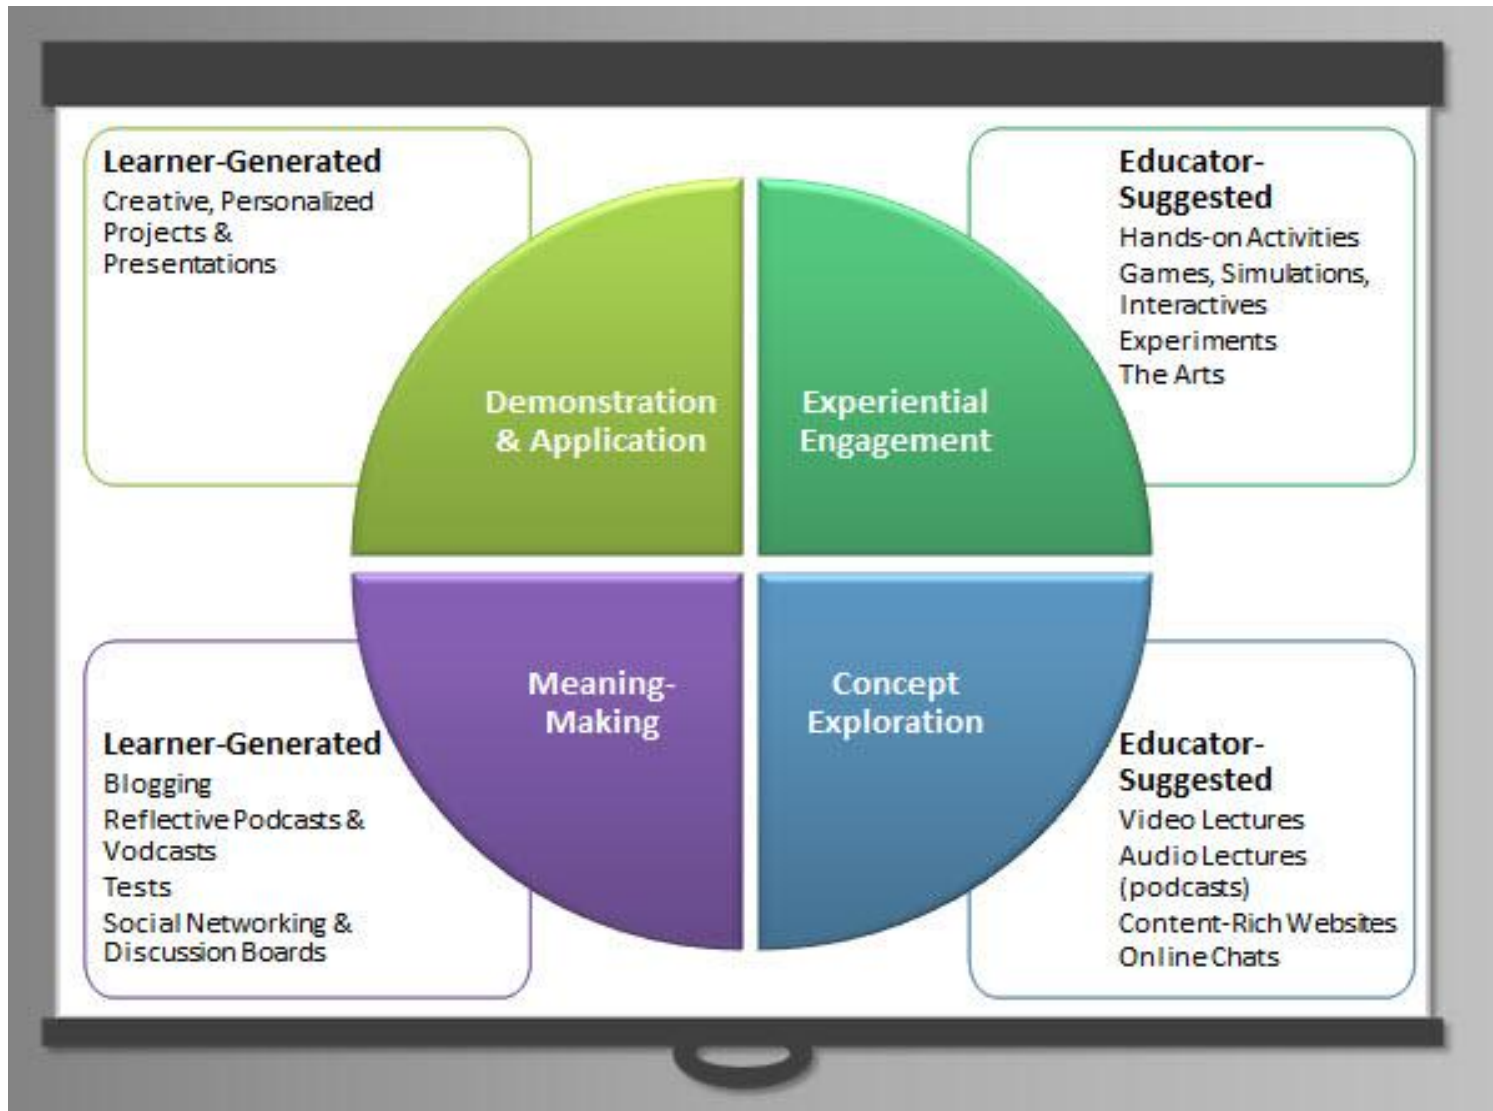 Learner-Generated
Creative, Personalized
Projects &
Presentations
Educator-
Suggested
Hands-on Activities
Games, Simulations,
Interactives
Experiments
The Arts
Demonstration
& Application
Experiential
Engagement
Meaning-
Making
Concept
Exploration
Learner-Generated
Blogging
Reflective Podcasts &
Vodcasts
Tests
Social Networking &
Discussion Boards
Educator-
Suggested
Video Lectures
Audio Lectures
(podcasts)
Content-Rich Websites
Online Chats